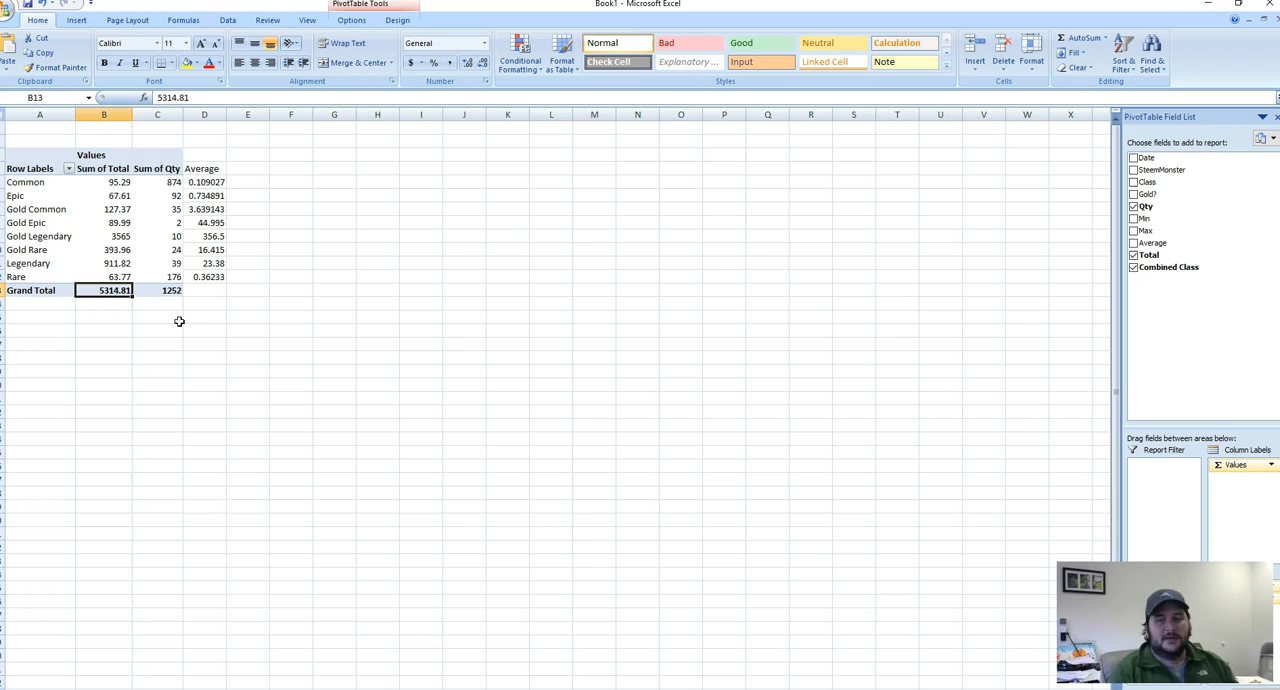 PivotTable Tools
Book1 - Microsoft Excel
Home Insert Page Layout Formulas Data Review View Options Design
Cut
Copy
Format Painter
Clipboard
Calibri 11
B I U
Font
Wrap Text
Merge & Center
Alignment
General
$ % ,
Number
Conditional Formatting
Format as Table
Normal Bad Good Neutral Calculation
Check Cell Explanatory ... Input Linked Cell Note
Styles
Insert Delete Format
Cells
AutoSum
Fill
Clear
Sort & Filter
Find & Select
Editing
B13 fx 5314.81
A B C D E F G H I J K L M N O P Q R S T U V W X
Values
Row Labels Sum of Total Sum of Qty Average
Common 95.29 874 0.109027
Epic 67.61 92 0.734891
Gold Common 127.37 35 3.639143
Gold Epic 89.99 2 44.995
Gold Legendary 3565 10 356.5
Gold Rare 393.96 24 16.415
Legendary 911.82 39 23.38
Rare 63.77 176 0.36233
Grand Total 5314.81 1252
PivotTable Field List
Choose fields to add to report:
Date
SteemMonster
Class
Gold?
Qty
Min
Max
Average
Total
Combined Class
Drag fields between areas below:
Report Filter Column Labels
Σ Values